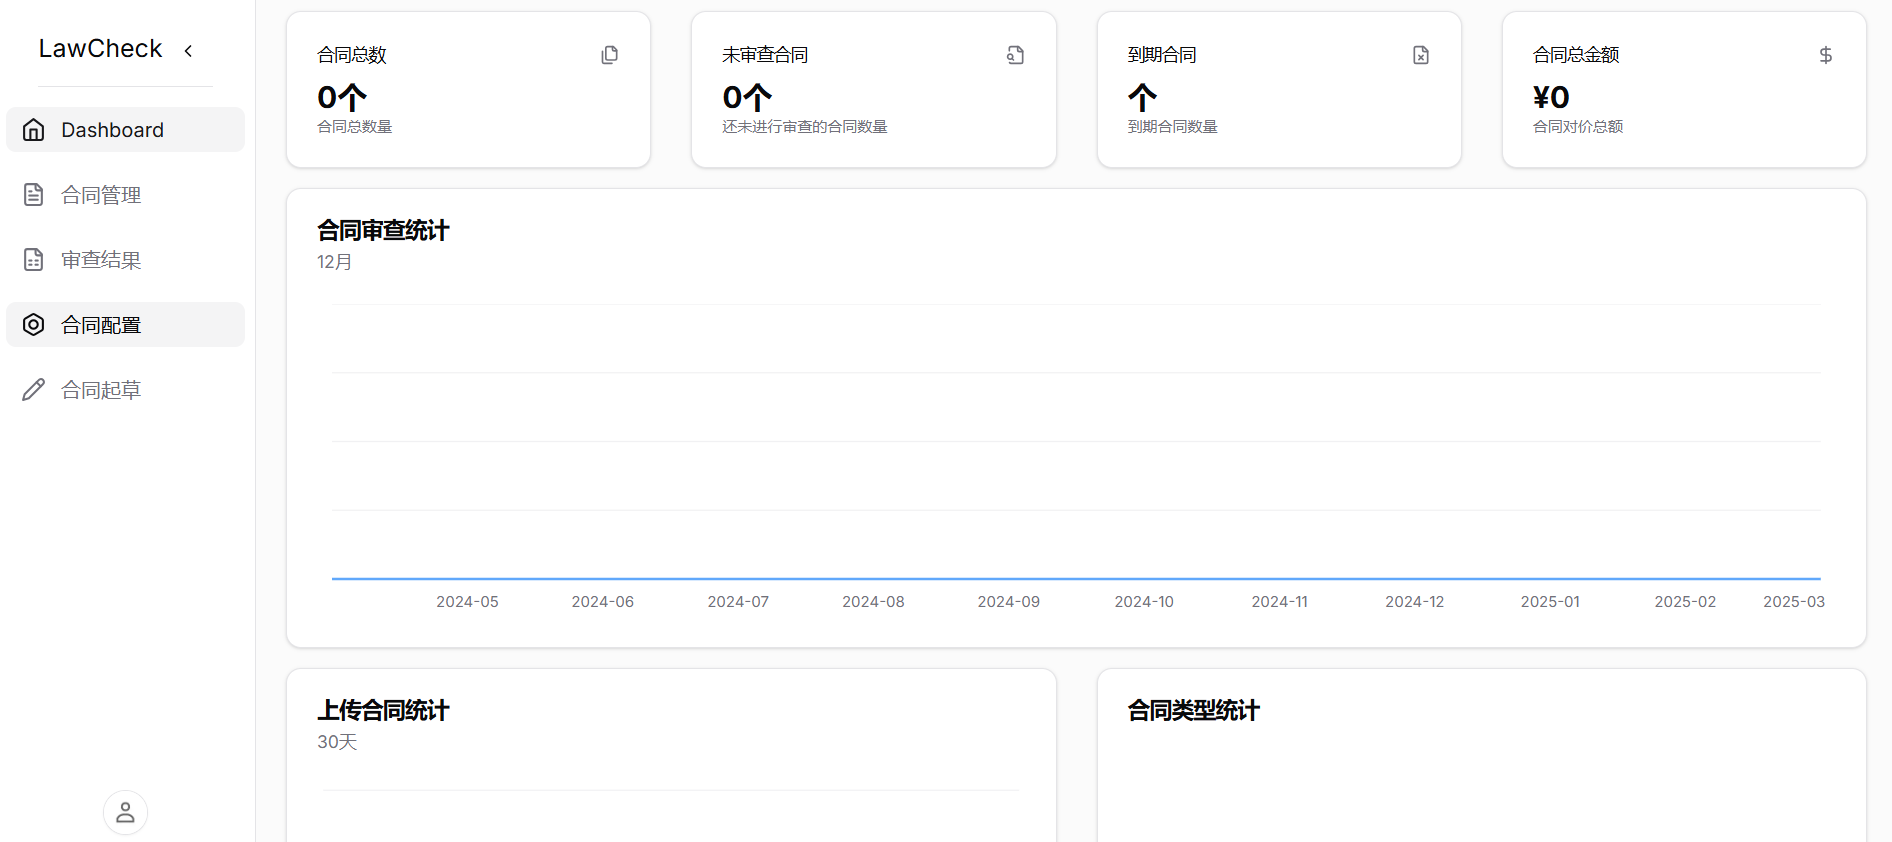 LawCheck
Dashboard
合同管理
审查结果
合同配置
合同起草
合同总数
0个
合同总数量
未审查合同
0个
还未进行审查的合同数量
到期合同
个
到期合同数量
合同总金额
$
¥0
合同对价总额
合同审查统计
12月
2024-05 2024-06 2024-07 2024-08 2024-09 2024-10 2024-11 2024-12 2025-01 2025-02 2025-03
上传合同统计
30天
合同类型统计